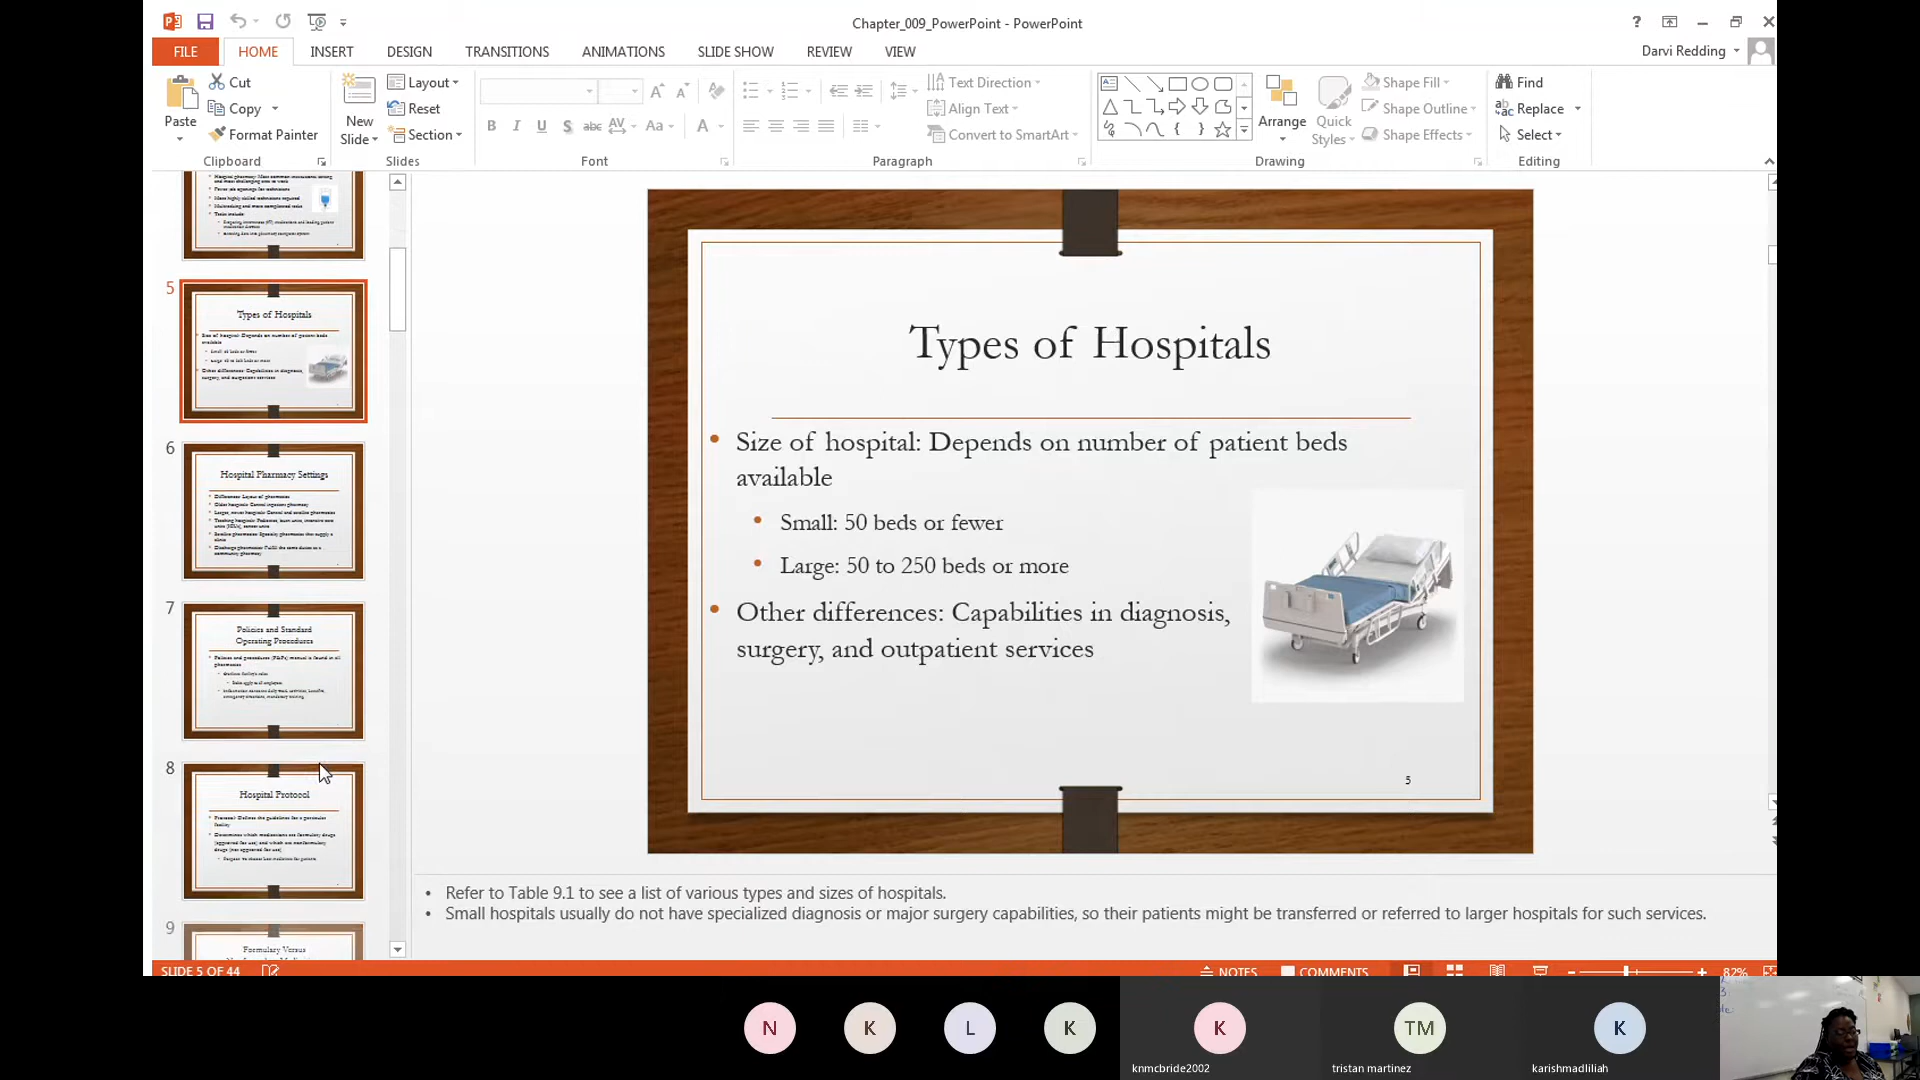 Chapter_009_PowerPoint - PowerPoint
?
FILE HOME INSERT DESIGN TRANSITIONS ANIMATIONS SLIDE SHOW REVIEW VIEW
Darvi Redding
Paste
Cut
Copy
Format Painter
Clipboard
New Slide
Layout
Reset
Section
Slides
B I U S abc AV Aa A
Font
Text Direction
Align Text
Convert to SmartArt
Paragraph
Arrange
Quick Styles
Shape Fill
Shape Outline
Shape Effects
Drawing
Find
Replace
Select
Editing
5
Types of Hospitals
6
Hospital Pharmacy Settings
7
Policies and Standard
Operating Procedures
8
Hospital Protocol
9
Formulary Versus
Types of Hospitals
Size of hospital: Depends on number of patient beds
available
Small: 50 beds or fewer
Large: 50 to 250 beds or more
Other differences: Capabilities in diagnosis,
surgery, and outpatient services
5
Refer to Table 9.1 to see a list of various types and sizes of hospitals.
Small hospitals usually do not have specialized diagnosis or major surgery capabilities, so their patients might be transferred or referred to larger hospitals for such services.
SLIDE 5 OF 44
NOTES COMMENTS 82%
N K L K K TM K
knmcbride2002 tristan martinez karishmadliliah